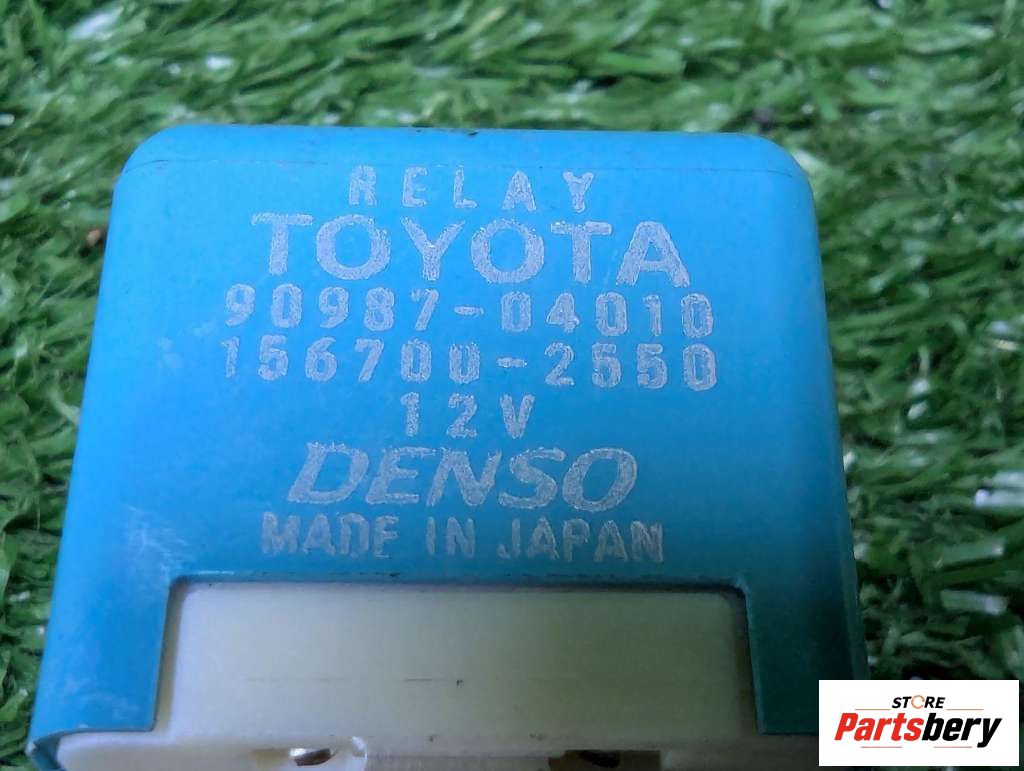 RELAY
TOYOTA
90987-04010
156700-2550
12V
DENSO
MADE IN JAPAN
STORE
Partsbery